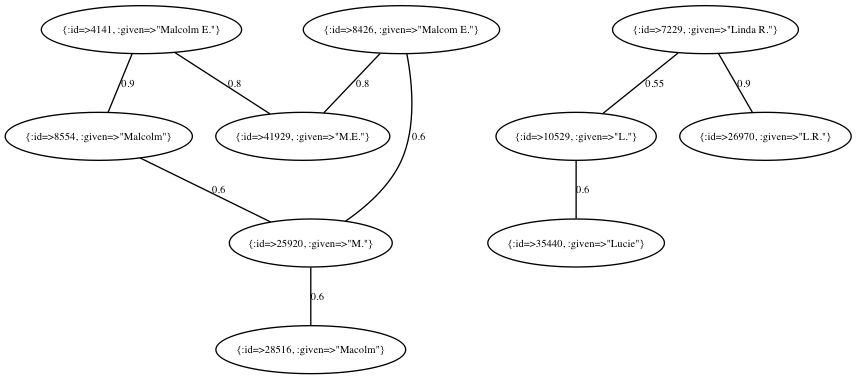 {:id=>4141, :given=>"Malcolm E."}
{:id=>8426, :given=>"Malcom E."}
{:id=>7229, :given=>"Linda R."}
0.9
0.8
0.8
0.55
0.9
{:id=>8554, :given=>"Malcolm"}
{:id=>41929, :given=>"M.E."}
0.6
{:id=>10529, :given=>"L."}
{:id=>26970, :given=>"L.R."}
0.6
0.6
{:id=>25920, :given=>"M."}
{:id=>35440, :given=>"Lucie"}
0.6
{:id=>28516, :given=>"Macolm"}